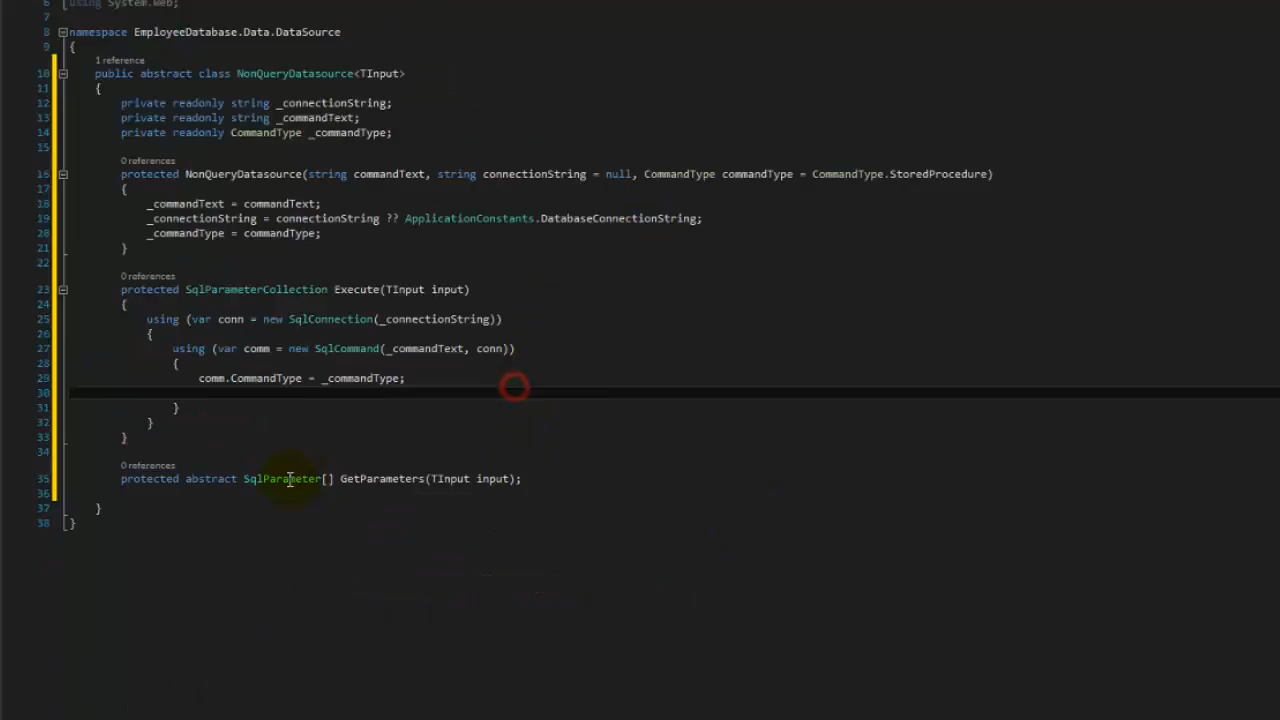 6 using System.Web;
7
8 namespace EmployeeDatabase.Data.DataSource
9 {
1 reference
10 public abstract class NonQueryDatasource<TInput>
11 {
12 private readonly string _connectionString;
13 private readonly string _commandText;
14 private readonly CommandType _commandType;
15
0 references
16 protected NonQueryDatasource(string commandText, string connectionString = null, CommandType commandType = CommandType.StoredProcedure)
17 {
18 _commandText = commandText;
19 _connectionString = connectionString ?? ApplicationConstants.DatabaseConnectionString;
20 _commandType = commandType;
21 }
22
0 references
23 protected SqlParameterCollection Execute(TInput input)
24 {
25 using (var conn = new SqlConnection(_connectionString))
26 {
27 using (var comm = new SqlCommand(_commandText, conn))
28 {
29 comm.CommandType = _commandType;
30
31 }
32 }
33 }
34
0 references
35 protected abstract SqlParameter[] GetParameters(TInput input);
36
37 }
38 }